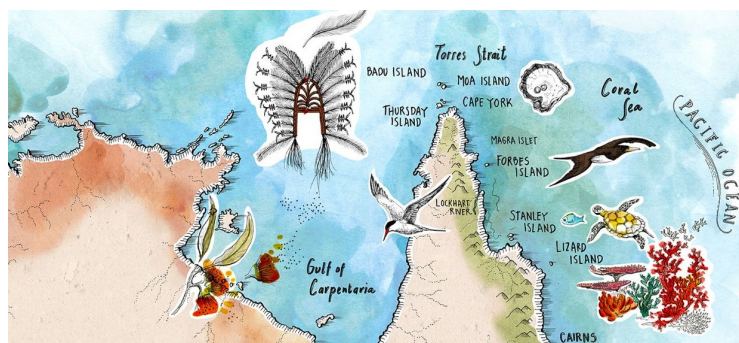 Torres Strait
BADU ISLAND
MOA ISLAND
CAPE YORK
THURSDAY
ISLAND
Coral
Sea
PACIFIC OCEAN
MAGRA ISLET
FORBES
ISLAND
LOCKHART
RIVER
STANLEY
ISLAND
LIZARD
ISLAND
Gulf of
Carpentaria
CAIRNS